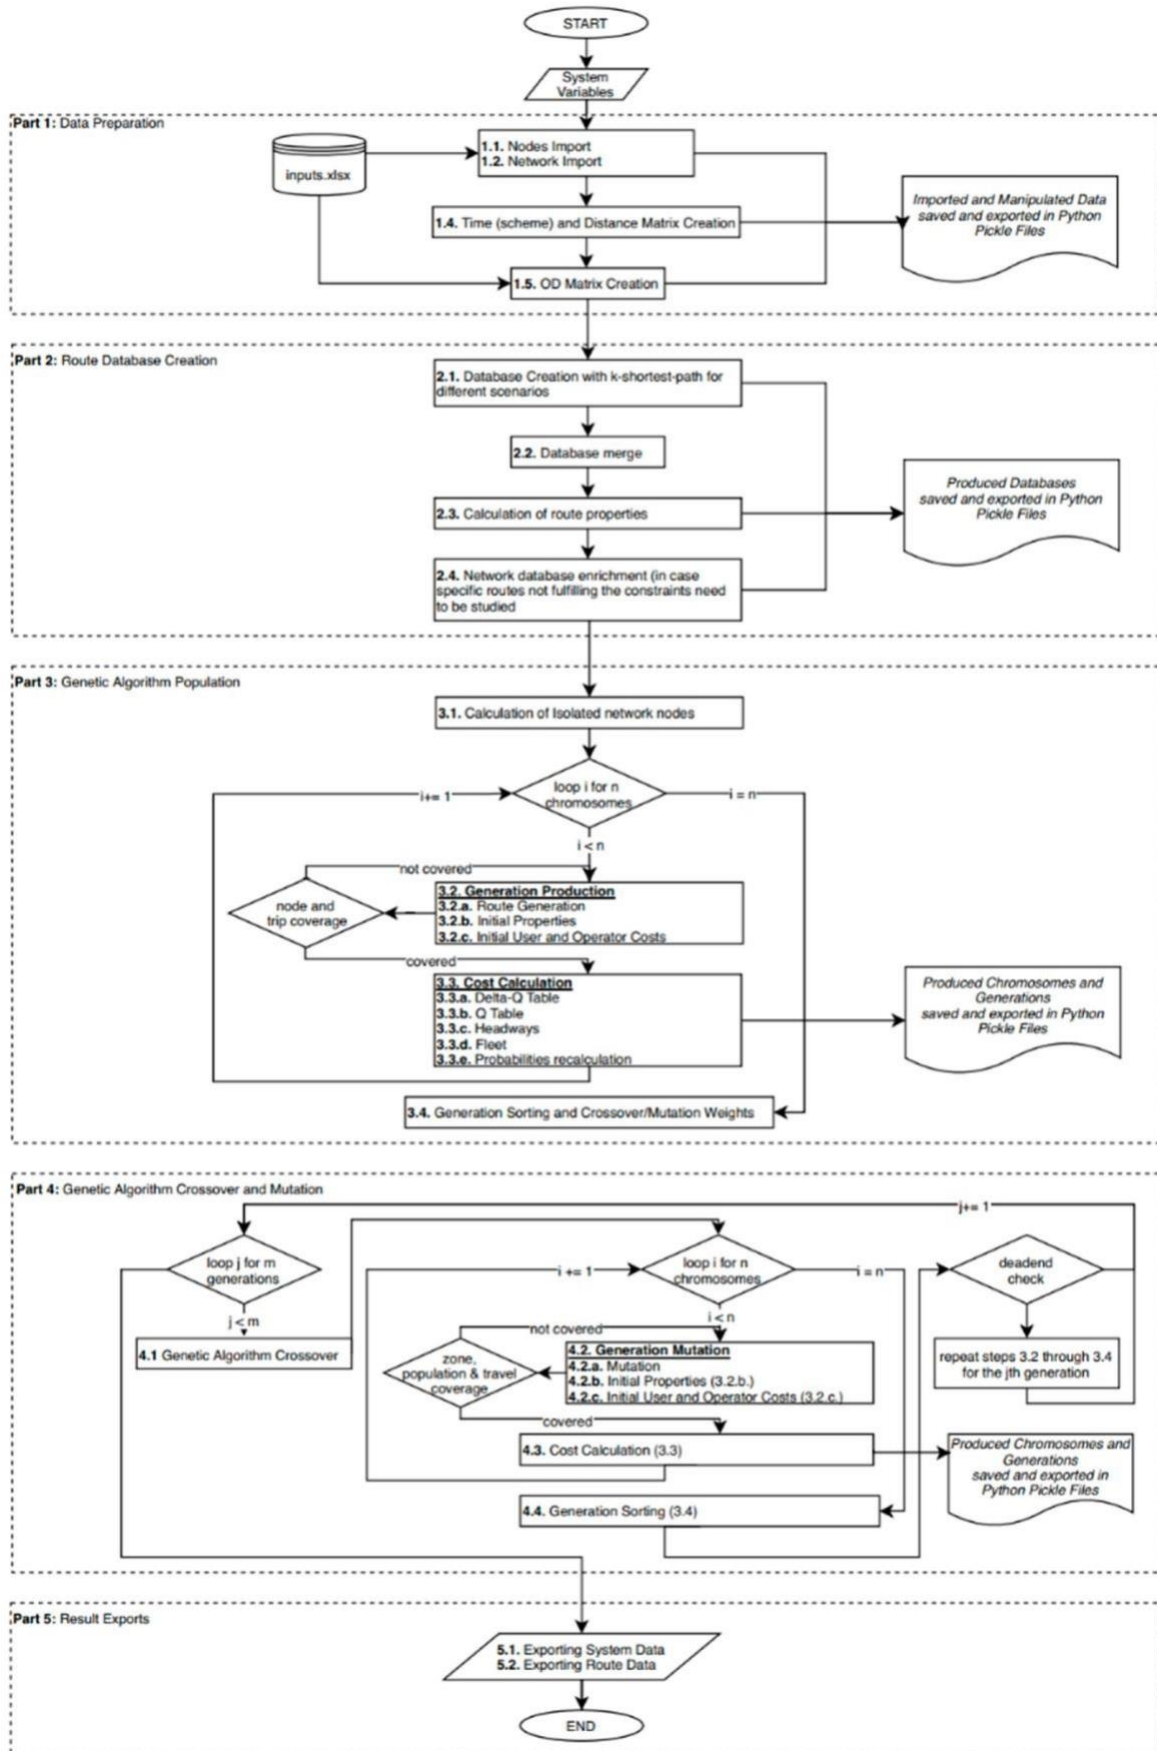 START
System
Variables
Part 1: Data Preparation
inputs.xlsx
1.1. Nodes Import
1.2. Network Import
1.4. Time (scheme) and Distance Matrix Creation
1.5. OD Matrix Creation
Imported and Manipulated Data
saved and exported in Python
Pickle Files
Part 2: Route Database Creation
2.1. Database Creation with k-shortest-path for
different scenarios
2.2. Database merge
2.3. Calculation of route properties
2.4. Network database enrichment (in case
specific routes not fulfilling the constraints need
to be studied
Produced Databases
saved and exported in Python
Pickle Files
Part 3: Genetic Algorithm Population
3.1. Calculation of Isolated network nodes
loop i for n
chromosomes
i+= 1
i = n
i < n
not covered
node and
trip coverage
3.2. Generation Production
3.2.a. Route Generation
3.2.b. Initial Properties
3.2.c. Initial User and Operator Costs
covered
3.3. Cost Calculation
3.3.a. Delta-Q Table
3.3.b. Q Table
3.3.c. Headways
3.3.d. Fleet
3.3.e. Probabilities recalculation
Produced Chromosomes and
Generations
saved and exported in Python
Pickle Files
3.4. Generation Sorting and Crossover/Mutation Weights
Part 4: Genetic Algorithm Crossover and Mutation
j+= 1
loop j for m
generations
j < m
4.1 Genetic Algorithm Crossover
i += 1
loop i for n
chromosomes
i = n
i < n
not covered
zone,
population & travel
coverage
4.2. Generation Mutation
4.2.a. Mutation
4.2.b. Initial Properties (3.2.b.)
4.2.c. Initial User and Operator Costs (3.2.c.)
covered
4.3. Cost Calculation (3.3)
4.4. Generation Sorting (3.4)
deadend
check
repeat steps 3.2 through 3.4
for the jth generation
Produced Chromosomes and
Generations
saved and exported in
Python Pickle Files
Part 5: Result Exports
5.1. Exporting System Data
5.2. Exporting Route Data
END